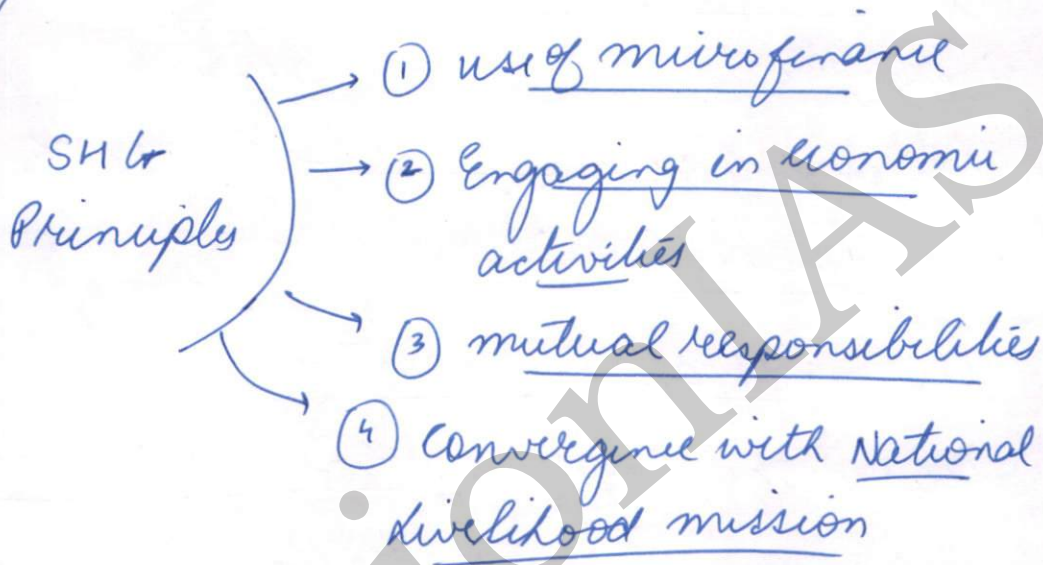 ① use of microfinance
SHG
② Engaging in economic
Principles
activities
③ mutual responsibilities
④ Convergence with National
Livelihood mission
ionIAS